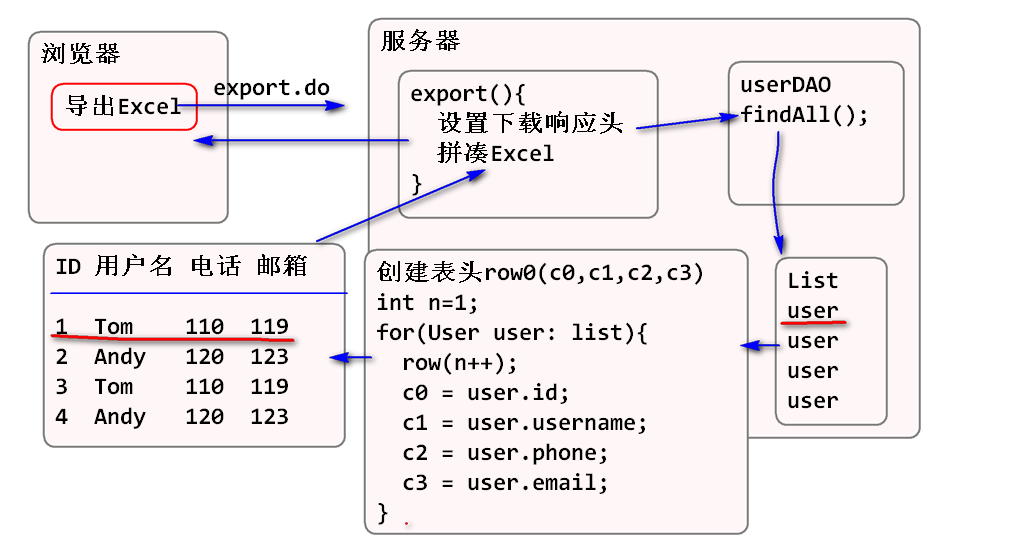 浏览器
导出Excel
export.do
服务器
export(){
设置下载响应头
拼凑Excel
}
userDAO
findAll();
List
user
user
user
user
创建表头row0(c0,c1,c2,c3)
int n=1;
for(User user: list){
row(n++);
c0 = user.id;
c1 = user.username;
c2 = user.phone;
c3 = user.email;
}
ID 用户名 电话 邮箱
1 Tom 110 119
2 Andy 120 123
3 Tom 110 119
4 Andy 120 123